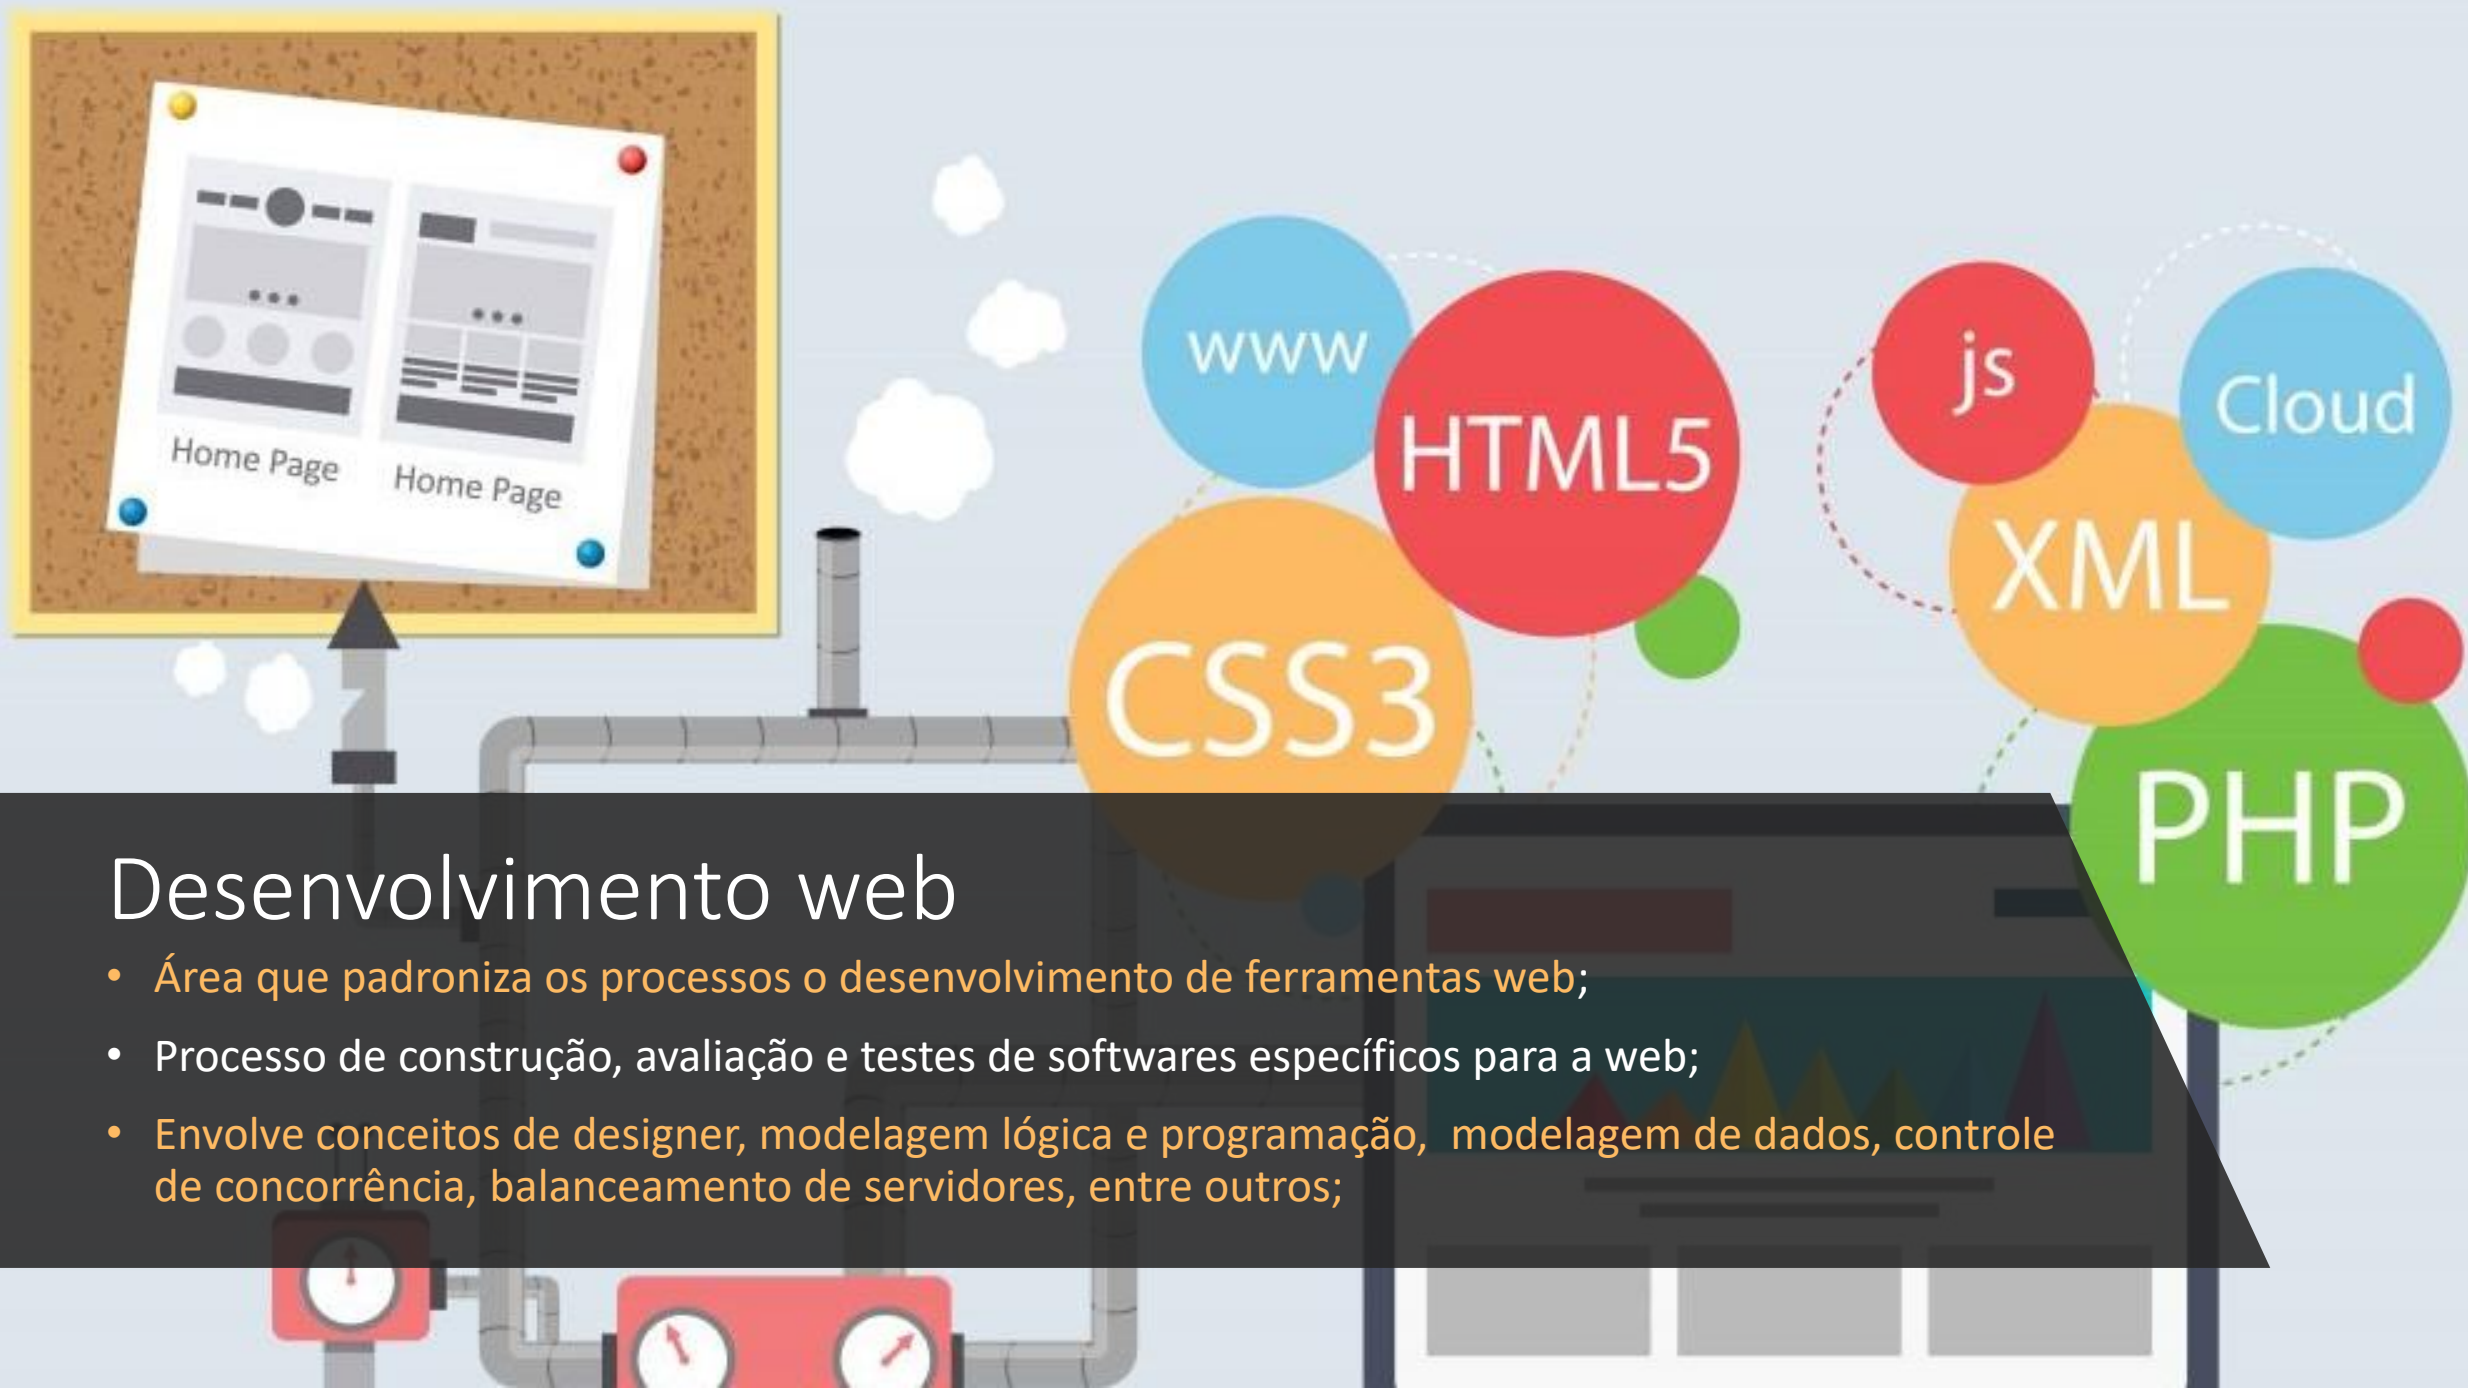 Home Page
Home Page
www
HTML5
CSS3
js
Cloud
XML
PHP
Desenvolvimento web
• Área que padroniza os processos o desenvolvimento de ferramentas web;
• Processo de construção, avaliação e testes de softwares específicos para a web;
• Envolve conceitos de designer, modelagem lógica e programação, modelagem de dados, controle
de concorrência, balanceamento de servidores, entre outros;